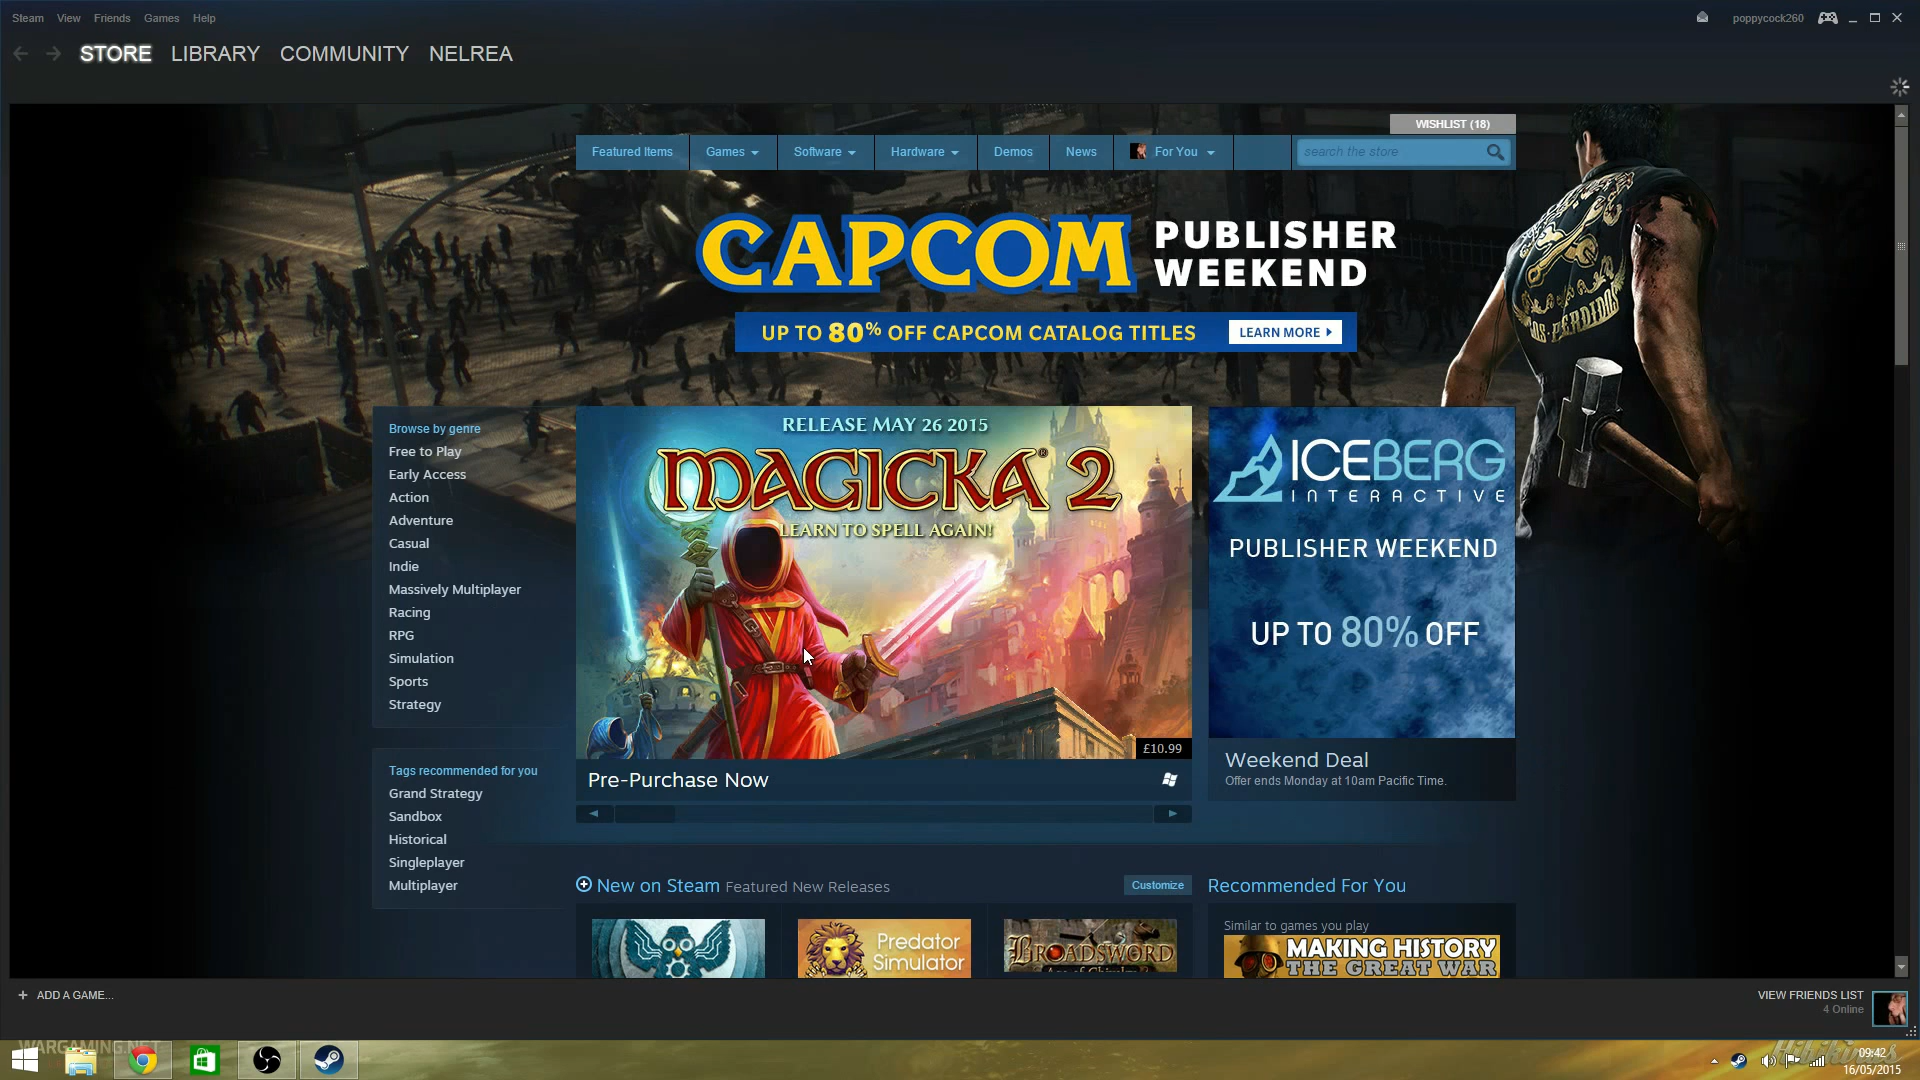 Steam View Friends Games Help
poppycock260
STORE LIBRARY COMMUNITY NELREA
WISHLIST (18)
Featured Items Games Software Hardware Demos News For You search the store
CAPCOM PUBLISHER
WEEKEND
UP TO 80% OFF CAPCOM CATALOG TITLES LEARN MORE
LOS PERDIDOS
Browse by genre
Free to Play
Early Access
Action
Adventure
Casual
Indie
Massively Multiplayer
Racing
RPG
Simulation
Sports
Strategy
Tags recommended for you
Grand Strategy
Sandbox
Historical
Singleplayer
Multiplayer
RELEASE MAY 26 2015
MAGICKA® 2
LEARN TO SPELL AGAIN!
£10.99
Pre-Purchase Now
ICEBERG
INTERACTIVE
PUBLISHER WEEKEND
UP TO 80% OFF
Weekend Deal
Offer ends Monday at 10am Pacific Time.
New on Steam Featured New Releases
Customize
Predator
Simulator
BROADSWORD
Recommended For You
Similar to games you play
MAKING HISTORY
THE GREAT WAR
+ ADD A GAME...
VIEW FRIENDS LIST
4 Online
WARGAMING.NET
09:42
16/05/2015